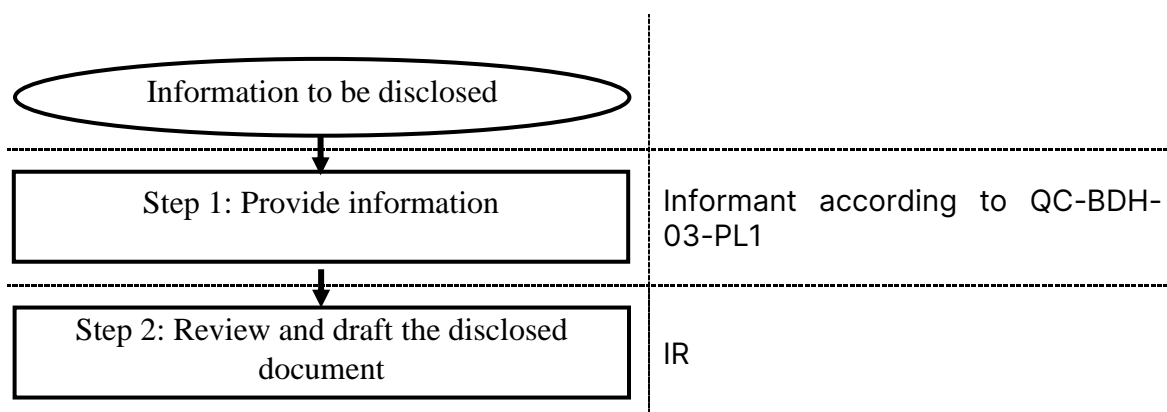 Information to be disclosed
Step 1: Provide information
Informant according to QC-BDH-
03-PL1
Step 2: Review and draft the disclosed
document
IR